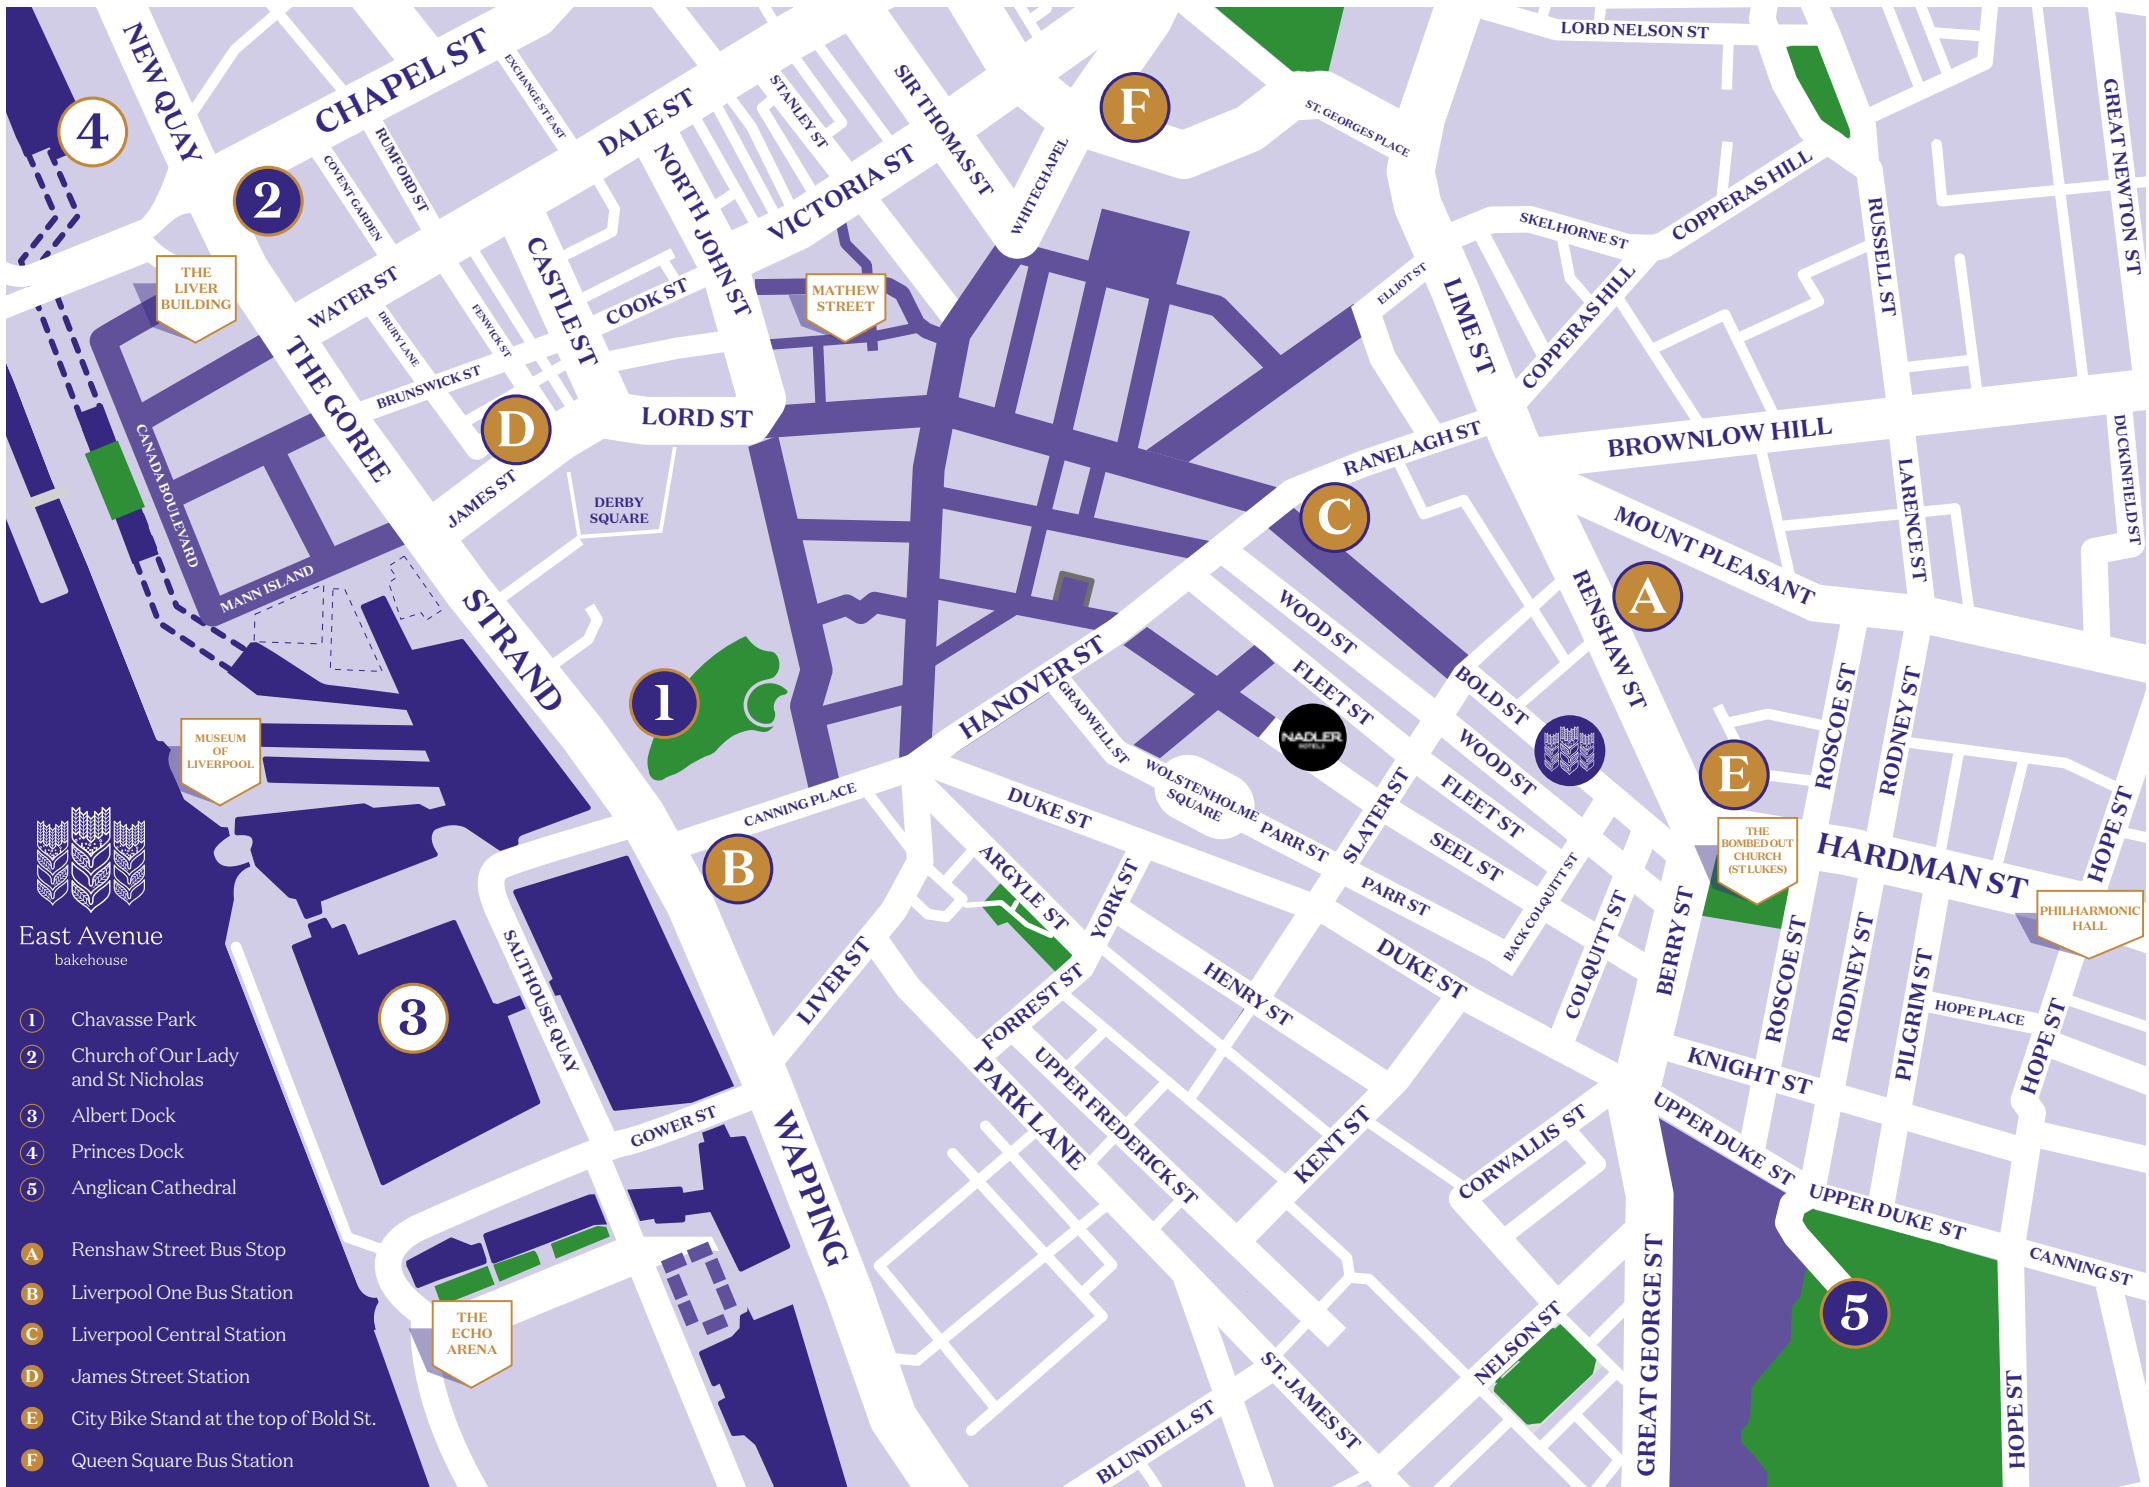 NEW QUAY
CHAPEL ST
EXCHANGE ST EAST
DALE ST
STANLEY ST
SIR THOMAS ST
F
ST. GEORGES PLACE
LORD NELSON ST
GREAT NEWTON ST
4
2
COVENT GARDEN
RUMFORD ST
NORTH JOHN ST
VICTORIA ST
WHITECHAPEL
SKELHORNE ST
COPPERAS HILL
RUSSELL ST
THE
LIVER
BUILDING
WATER ST
CASTLE ST
COOK ST
MATHEW
STREET
ELLIOT ST
LIME ST
COPPERAS HILL
THE GOREE
DRURY LANE
FENWICK ST
BRUNSWICK ST
D
LORD ST
RANELAGH ST
BROWNLOW HILL
DUCKINFIELD ST
CANADA BOULEVARD
JAMES ST
DERBY
SQUARE
C
LARENCE ST
MOUNT PLEASANT
MANN ISLAND
STRAND
A
RENSHAW ST
WOOD ST
1
HANOVER ST
GRADWELL ST
FLEET ST
BOLD ST
NADLER
HOTELS
ROSCOE ST
RODNEY ST
MUSEUM
OF
LIVERPOOL
WOLSTENHOLME
SQUARE
WOOD ST
E
CANNING PLACE
DUKE ST
SLATER ST
FLEET ST
HOPE ST
B
PARR ST
SEEL ST
THE
BOMBED OUT
CHURCH
(ST LUKES)
HARDMAN ST
ARGYLE ST
YORK ST
PARR ST
BACK COLQUITT ST
COLQUITT ST
BERRY ST
PHILHARMONIC
HALL
East Avenue
bakehouse
SALTHOUSE QUAY
LIVER ST
DUKE ST
ROSCOE ST
RODNEY ST
PILGRIM ST
3
FORREST ST
HENRY ST
HOPE PLACE
HOPE ST
PARK LANE
UPPER FREDERICK ST
KNIGHT ST
GOWER ST
WAPPING
KENT ST
CORWALLIS ST
UPPER DUKE ST
UPPER DUKE ST
CANNING ST
GREAT GEORGE ST
5
THE
ECHO
ARENA
NELSON ST
ST. JAMES ST
BLUNDELL ST
HOPE ST
1 Chavasse Park
2 Church of Our Lady
and St Nicholas
3 Albert Dock
4 Princes Dock
5 Anglican Cathedral
A Renshaw Street Bus Stop
B Liverpool One Bus Station
C Liverpool Central Station
D James Street Station
E City Bike Stand at the top of Bold St.
F Queen Square Bus Station